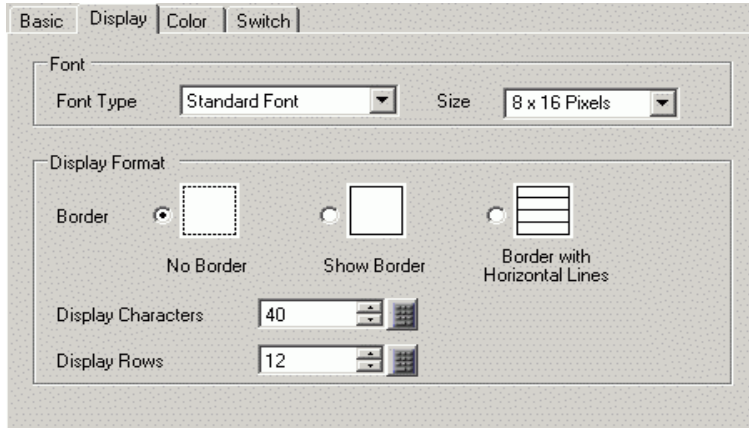 Basic Display Color Switch
Font
Font Type Standard Font Size 8 x 16 Pixels
Display Format
Border
No Border Show Border Border with
Horizontal Lines
Display Characters 40
Display Rows 12